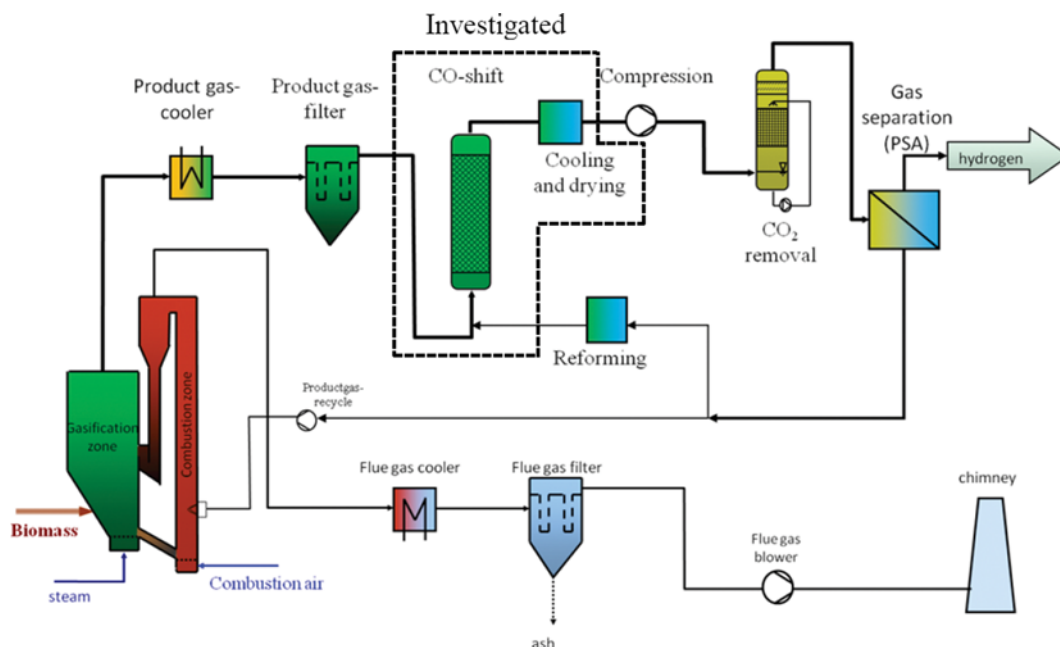 Investigated
Product gas-
cooler
Product gas-
filter
CO-shift
Compression
Cooling
and drying
Gas
separation
(PSA)
hydrogen
CO₂
removal
Reforming
Productgas-
recycle
Gasification
zone
Combustion zone
Biomass
steam
Combustion air
Flue gas cooler
Flue gas filter
ash
Flue gas
blower
chimney